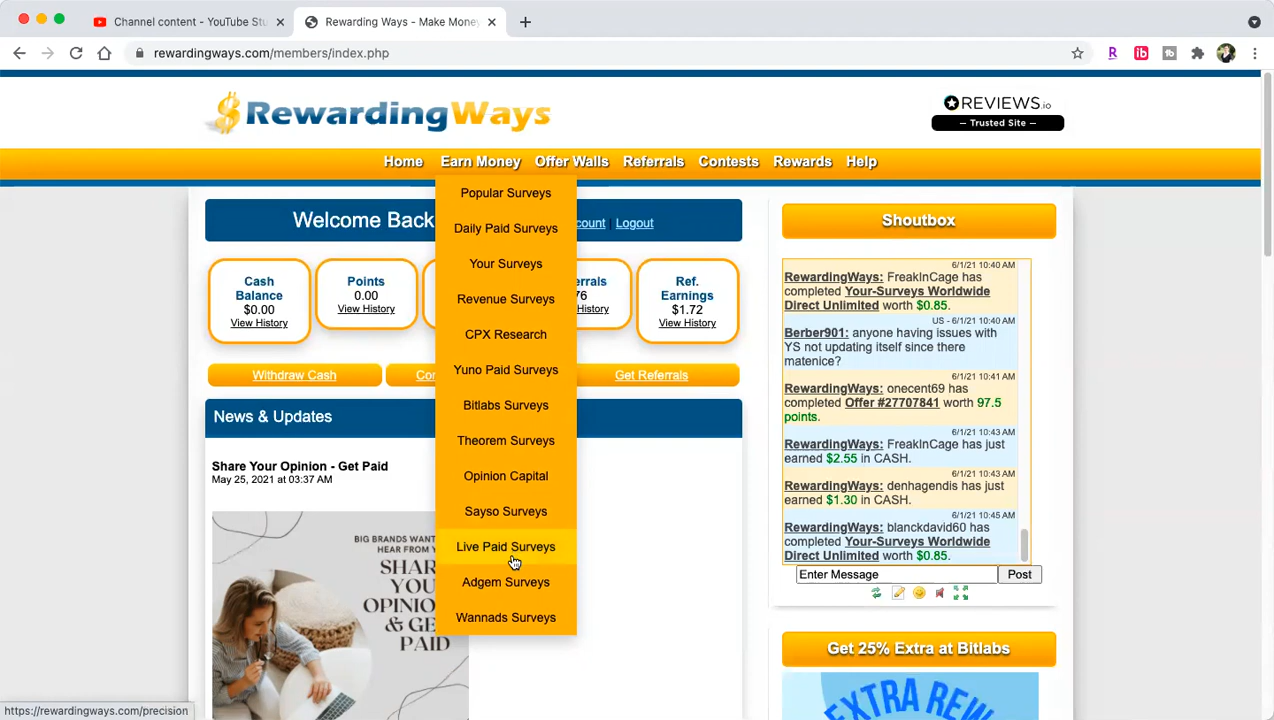 Channel content - YouTube Stu
Rewarding Ways - Make Money
rewardingways.com/members/index.php
RewardingWays
REVIEWS.io
— Trusted Site —
Home Earn Money Offer Walls Referrals Contests Rewards Help
Popular Surveys
Daily Paid Surveys
Your Surveys
Revenue Surveys
CPX Research
Yuno Paid Surveys
Bitlabs Surveys
Theorem Surveys
Opinion Capital
Sayso Surveys
Live Paid Surveys
Adgem Surveys
Wannads Surveys
Welcome Back
count | Logout
Cash
Balance
$0.00
View History
Points
0.00
View History
errals
76
History
Ref.
Earnings
$1.72
View History
Withdraw Cash
Con
Get Referrals
News & Updates
Share Your Opinion - Get Paid
May 25, 2021 at 03:37 AM
BIG BRANDS WANT
HEAR FROM Y
SHAR
YOU
OPINIO
& GE
PAID
Shoutbox
6/1/21 10:40 AM
RewardingWays: FreakInCage has
completed Your-Surveys Worldwide
Direct Unlimited worth $0.85.
US - 6/1/21 10:40 AM
Berber901: anyone having issues with
YS not updating itself since there
matenice?
6/1/21 10:41 AM
RewardingWays: onecent69 has
completed Offer #27707841 worth 97.5
points.
6/1/21 10:43 AM
RewardingWays: FreakInCage has just
earned $2.55 in CASH.
6/1/21 10:43 AM
RewardingWays: denhagendis has just
earned $1.30 in CASH.
6/1/21 10:45 AM
RewardingWays: blanckdavid60 has
completed Your-Surveys Worldwide
Direct Unlimited worth $0.85.
Enter Message
Post
Get 25% Extra at Bitlabs
EXTRA REW
https://rewardingways.com/precision